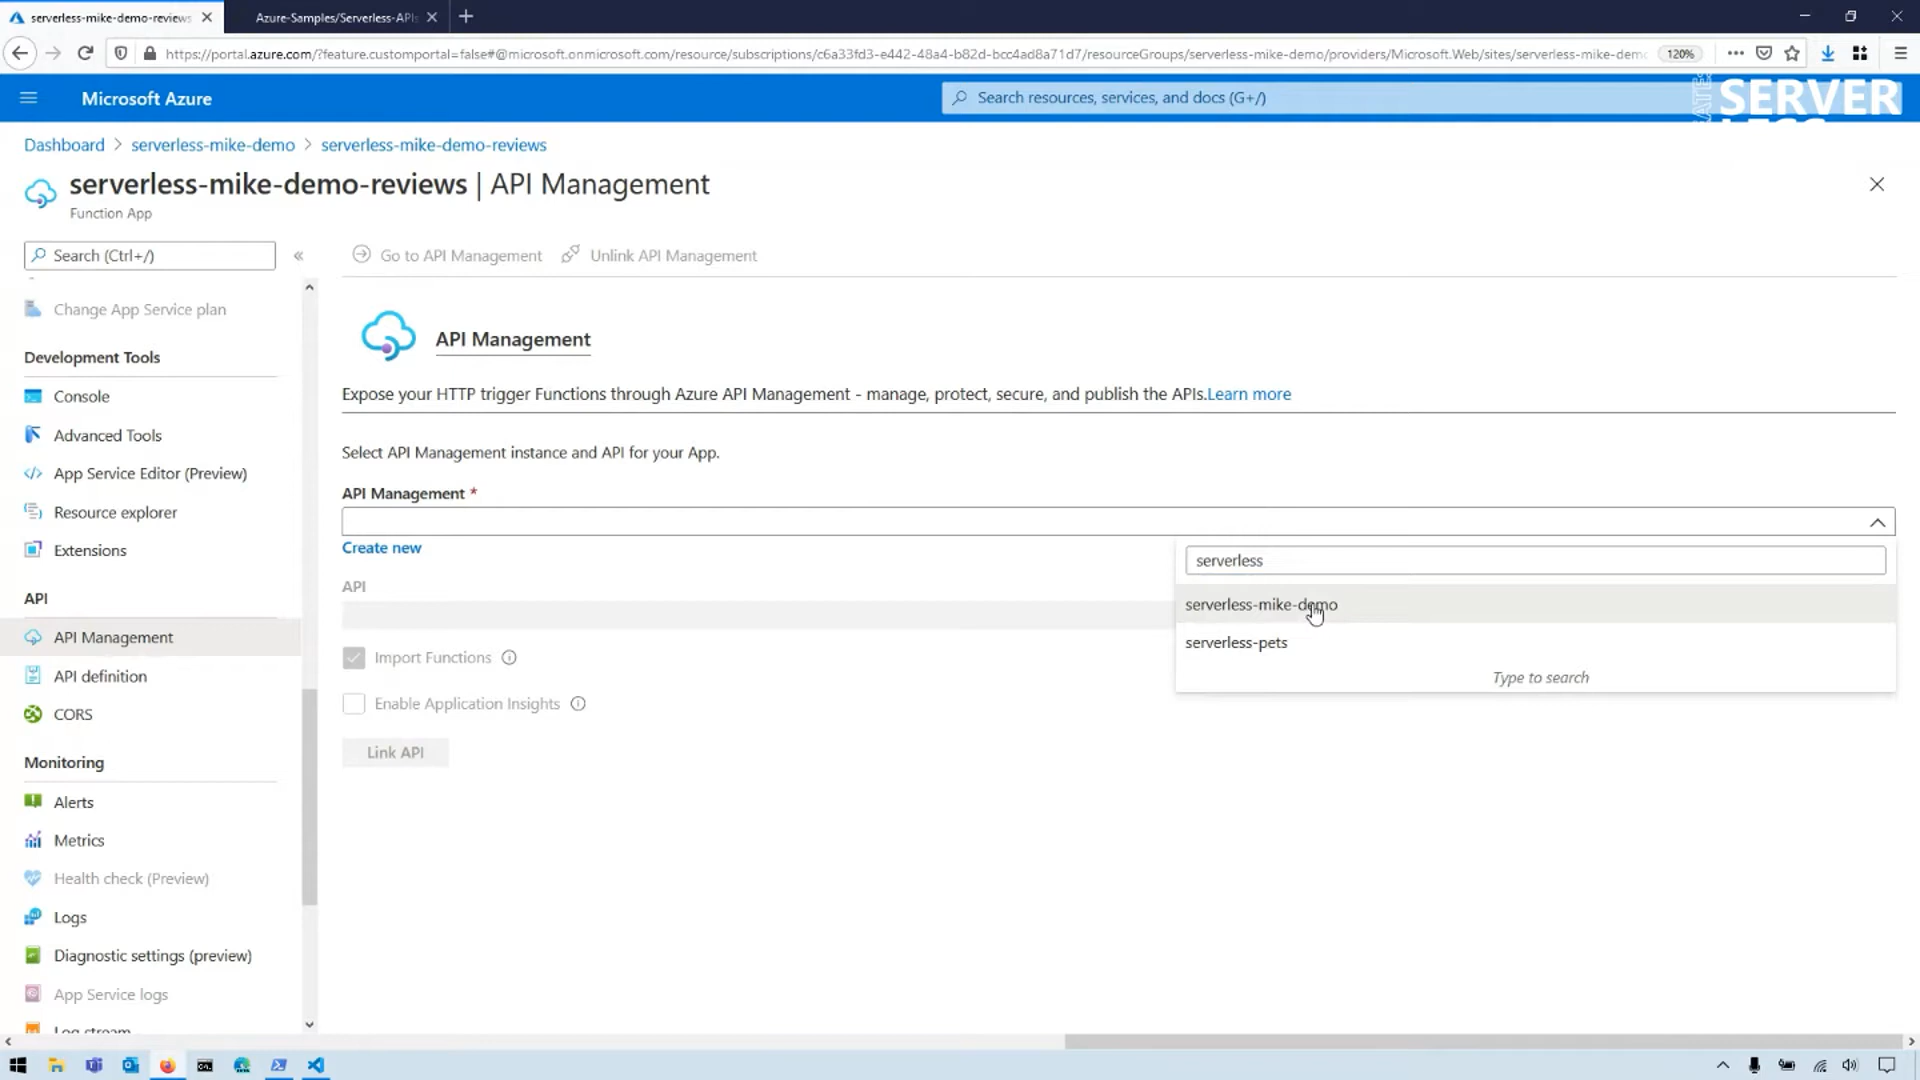 serverless-mike-demo-reviews
Azure-Samples/Serverless-APIs
https://portal.azure.com/?feature.customportal=false#@microsoft.onmicrosoft.com/resource/subscriptions/c6a33fd3-e442-48a4-b82d-bcc4ad8a71d7/resourceGroups/serverless-mike-demo/providers/Microsoft.Web/sites/serverless-mike-demo
120%
Microsoft Azure
Search resources, services, and docs (G+/)
SERVER
Dashboard > serverless-mike-demo > serverless-mike-demo-reviews
serverless-mike-demo-reviews | API Management
Function App
Search (Ctrl+/)
Go to API Management
Unlink API Management
Change App Service plan
Development Tools
Console
Advanced Tools
App Service Editor (Preview)
Resource explorer
Extensions
API
API Management
API definition
CORS
Monitoring
Alerts
Metrics
Health check (Preview)
Logs
Diagnostic settings (preview)
App Service logs
Log stream
API Management
Expose your HTTP trigger Functions through Azure API Management - manage, protect, secure, and publish the APIs.Learn more
Select API Management instance and API for your App.
API Management *
Create new
serverless
serverless-mike-demo
serverless-pets
Type to search
API
Import Functions
Enable Application Insights
Link API